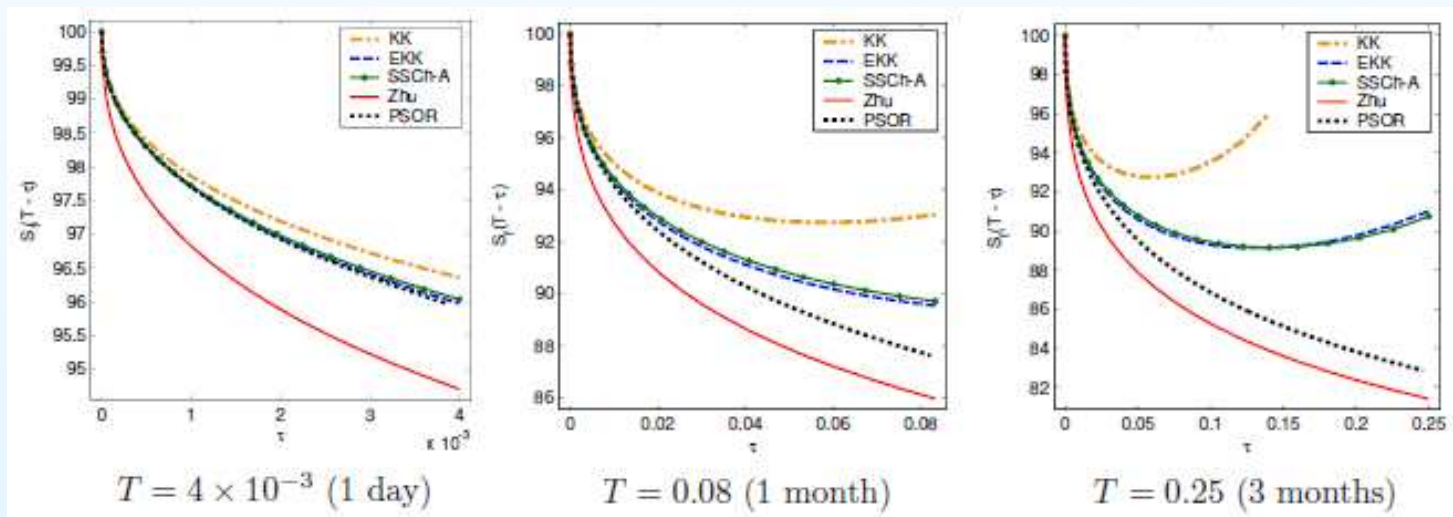 100
99.5
99
98.5
98
97.5
97
96.5
96
95.5
95
S_f(T - τ)
KK
EKK
SSCh-A
Zhu
PSOR
0 1 2 3 4
τ
x 10⁻³
T = 4 × 10⁻³ (1 day)
100
98
96
94
92
90
88
86
S_f(T - τ)
KK
EKK
SSCh-A
Zhu
PSOR
0 0.02 0.04 0.06 0.08
τ
T = 0.08 (1 month)
100
98
96
94
92
90
88
86
84
82
S_f(T - τ)
KK
EKK
SSCh-A
Zhu
PSOR
0 0.05 0.1 0.15 0.2 0.25
τ
T = 0.25 (3 months)